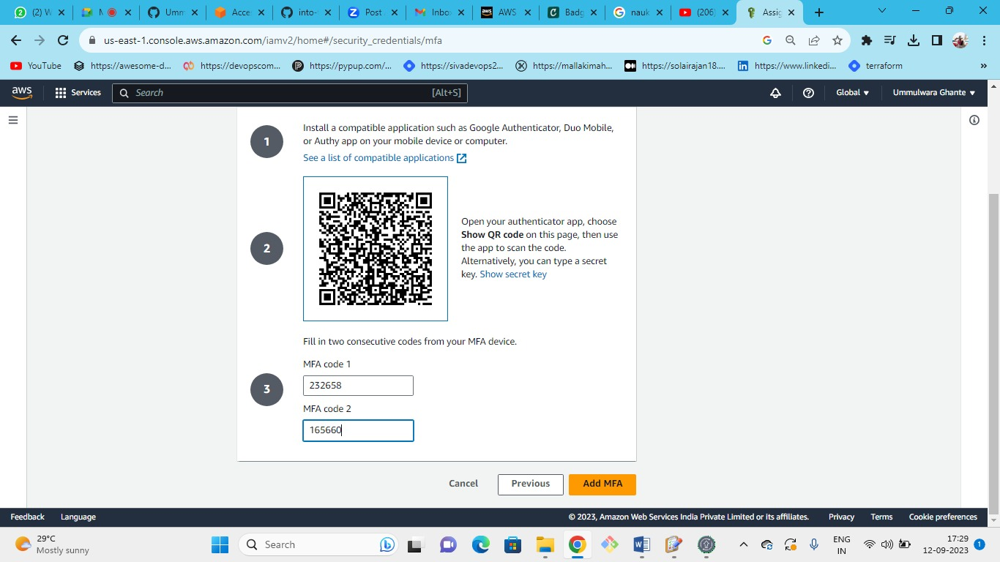 (2) W
M
Umm
Acce
into-
Post
Inbo
AWS
Badg
nauk
(206)
Assig
us-east-1.console.aws.amazon.com/iamv2/home#/security_credentials/mfa
YouTube
https://awesome-d...
https://devopscom...
https://pypup.com/...
https://sivadevops2...
https://mallakimah...
https://solairajan18....
https://www.linkedi...
terraform
»
aws
Services
Search
[Alt+S]
Global
Ummulwara Ghante
1
Install a compatible application such as Google Authenticator, Duo Mobile,
or Authy app on your mobile device or computer.
See a list of compatible applications
2
Open your authenticator app, choose
Show QR code on this page, then use
the app to scan the code.
Alternatively, you can type a secret
key. Show secret key
Fill in two consecutive codes from your MFA device.
3
MFA code 1
232658
MFA code 2
165660
Cancel
Previous
Add MFA
Feedback
Language
© 2023, Amazon Web Services India Private Limited or its affiliates.
Privacy
Terms
Cookie preferences
29°C
Mostly sunny
Search
ENG
IN
17:29
12-09-2023
1